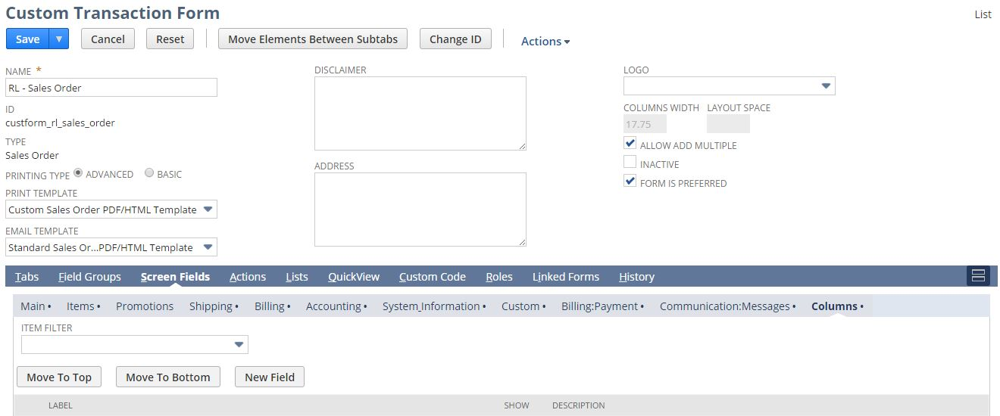 Custom Transaction Form
List
Save Cancel Reset Move Elements Between Subtabs Change ID Actions
NAME *
RL - Sales Order
ID
custform_rl_sales_order
TYPE
Sales Order
PRINTING TYPE ADVANCED BASIC
PRINT TEMPLATE
Custom Sales Order PDF/HTML Template
EMAIL TEMPLATE
Standard Sales Or...PDF/HTML Template
DISCLAIMER
ADDRESS
LOGO
COLUMNS WIDTH LAYOUT SPACE
17.75
ALLOW ADD MULTIPLE
INACTIVE
FORM IS PREFERRED
Tabs Field Groups Screen Fields Actions Lists QuickView Custom Code Roles Linked Forms History
Main • Items • Promotions Shipping • Billing • Accounting • System Information • Custom • Billing:Payment • Communication:Messages • Columns •
ITEM FILTER
Move To Top Move To Bottom New Field
LABEL SHOW DESCRIPTION